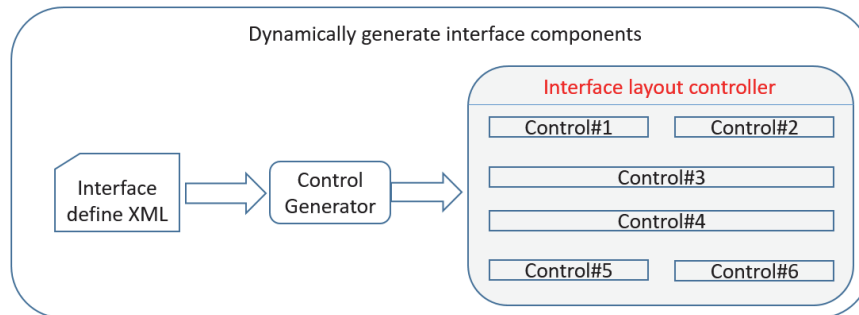 Dynamically generate interface components
Interface layout controller
Control#1 Control#2
Interface
define XML
Control
Generator
Control#3
Control#4
Control#5 Control#6